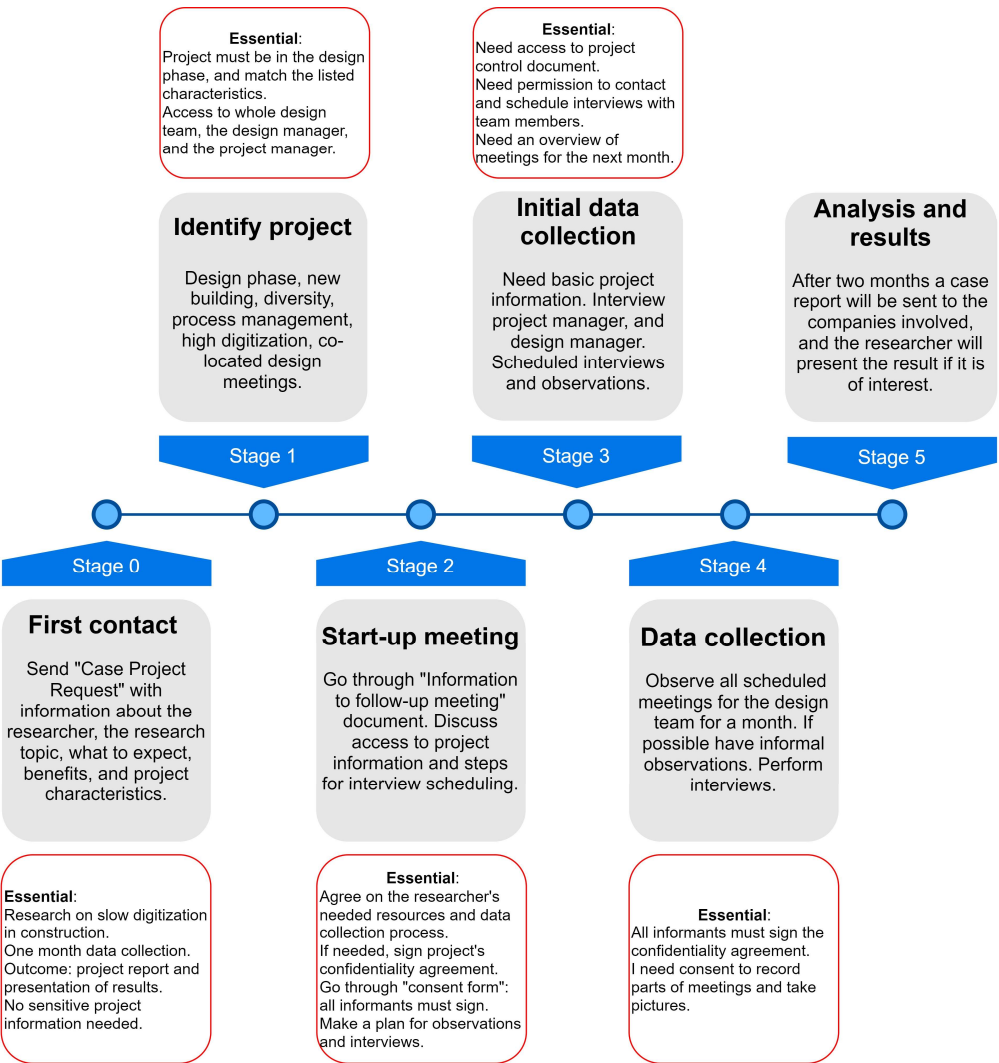 Essential:
Project must be in the design
phase, and match the listed
characteristics.
Access to whole design
team, the design manager,
and the project manager.
Essential:
Need access to project
control document.
Need permission to contact
and schedule interviews with
team members.
Need an overview of
meetings for the next month.
Identify project
Design phase, new
building, diversity,
process management,
high digitization, co-
located design
meetings.
Initial data
collection
Need basic project
information. Interview
project manager, and
design manager.
Scheduled interviews
and observations.
Analysis and
results
After two months a case
report will be sent to the
companies involved,
and the researcher will
present the result if it is
of interest.
Stage 1
Stage 3
Stage 5
Stage 0
Stage 2
Stage 4
First contact
Send "Case Project
Request" with
information about the
researcher, the research
topic, what to expect,
benefits, and project
characteristics.
Start-up meeting
Go through "Information
to follow-up meeting"
document. Discuss
access to project
information and steps
for interview scheduling.
Data collection
Observe all scheduled
meetings for the design
team for a month. If
possible have informal
observations. Perform
interviews.
Essential:
Research on slow digitization
in construction.
One month data collection.
Outcome: project report and
presentation of results.
No sensitive project
information needed.
Essential:
Agree on the researcher's
needed resources and data
collection process.
If needed, sign project's
confidentiality agreement.
Go through "consent form":
all informants must sign.
Make a plan for observations
and interviews.
Essential:
All informants must sign the
confidentiality agreement.
I need consent to record
parts of meetings and take
pictures.